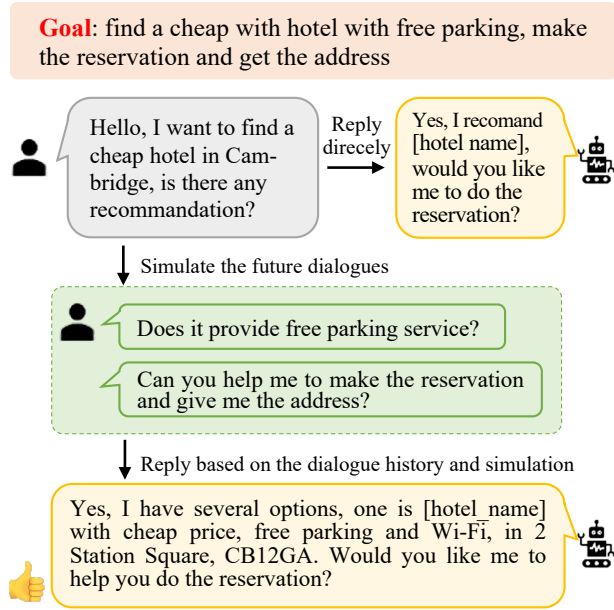 Goal: find a cheap with hotel with free parking, make
the reservation and get the address
Hello, I want to find a
cheap hotel in Cam-
bridge, is there any
recommandation?
Reply
direcely
Yes, I recomand
[hotel name],
would you like
me to do the
reservation?
Simulate the future dialogues
Does it provide free parking service?
Can you help me to make the reservation
and give me the address?
Reply based on the dialogue history and simulation
Yes, I have several options, one is [hotel_name]
with cheap price, free parking and Wi-Fi, in 2
Station Square, CB12GA. Would you like me to
help you do the reservation?